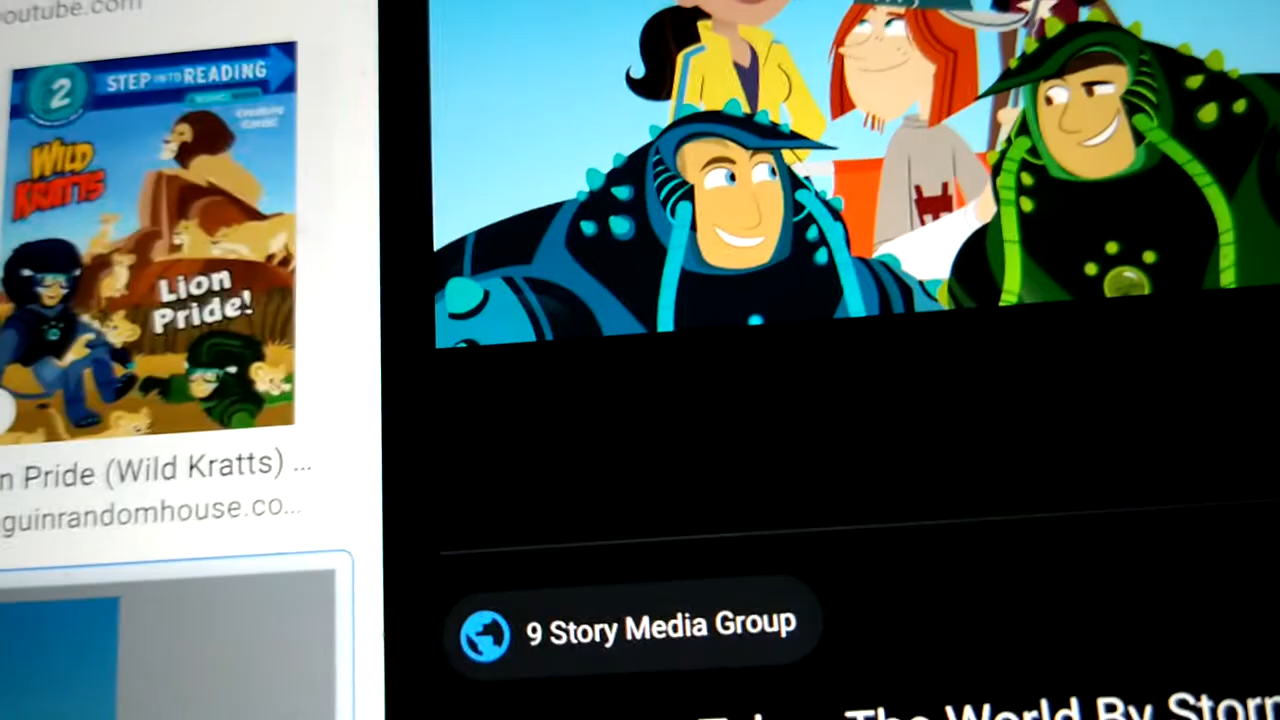 youtube.com
2
STEP INTO READING
WILD
KRATTS
Lion
Pride!
n Pride (Wild Kratts) ...
guinrandomhouse.co...
9 Story Media Group
The World By Storm